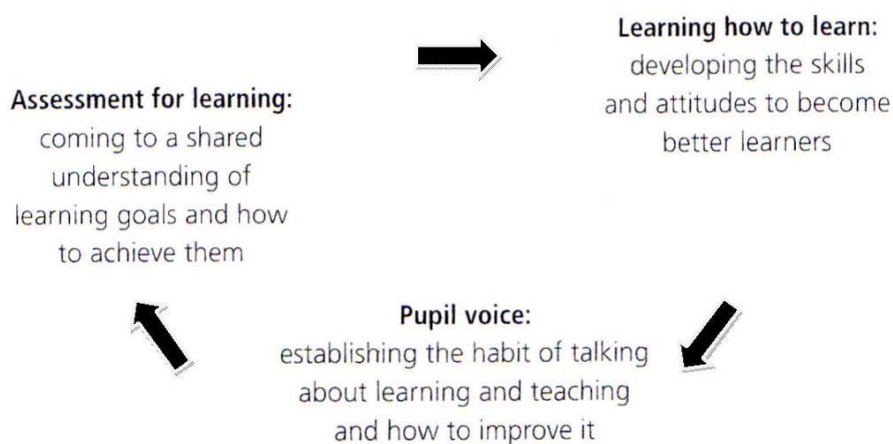 Learning how to learn:
developing the skills
and attitudes to become
better learners
Assessment for learning:
coming to a shared
understanding of
learning goals and how
to achieve them
Pupil voice:
establishing the habit of talking
about learning and teaching
and how to improve it